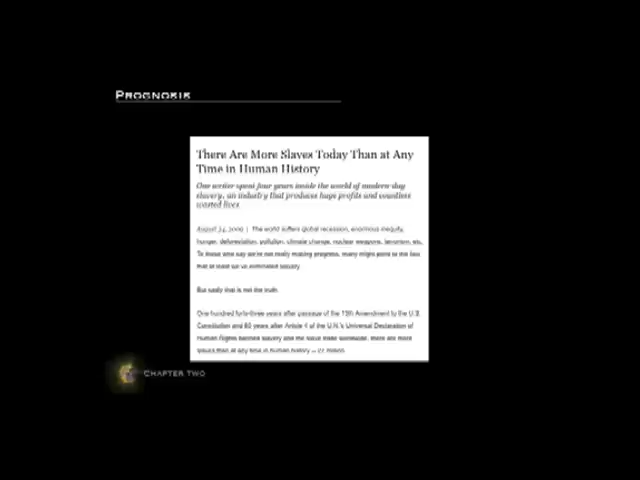 PROGNOSIS
There Are More Slaves Today Than at Any
Time in Human History
One writer spent four years inside the world of modern-day
slavery, an industry that produces huge profits and countless
wasted lives
August 24, 2009 | The world suffers global recession, enormous inequity,
hunger, deforestation, pollution, climate change, nuclear weapons, terrorism, etc.
To those who say we're not really making progress, many might point to the fact
that at least we've eliminated slavery.
But sadly that is not the truth.
One hundred forty-three years after passage of the 13th Amendment to the U.S.
Constitution and 60 years after Article 4 of the U.N.'s Universal Declaration of
Human Rights banned slavery and the slave trade worldwide, there are more
slaves than at any time in human history -- 27 million.
CHAPTER TWO